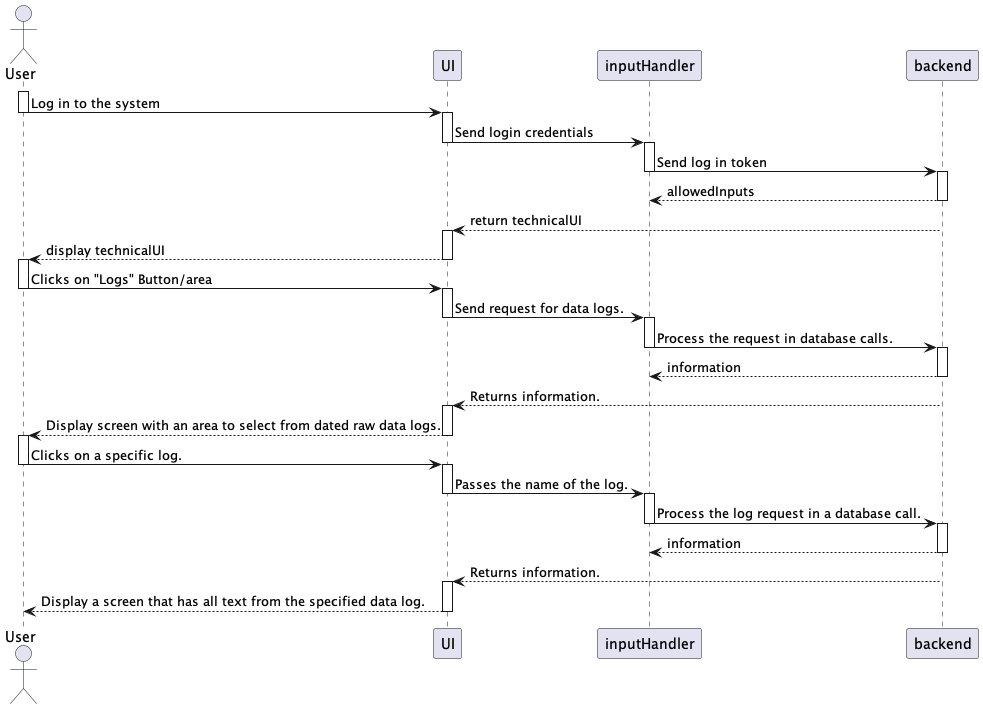 User
UI
inputHandler
backend
Log in to the system
Send login credentials
Send log in token
allowedInputs
return technicalUI
display technicalUI
Clicks on "Logs" Button/area
Send request for data logs.
Process the request in database calls.
information
Returns information.
Display screen with an area to select from dated raw data logs.
Clicks on a specific log.
Passes the name of the log.
Process the log request in a database call.
information
Returns information.
Display a screen that has all text from the specified data log.
User
UI
inputHandler
backend